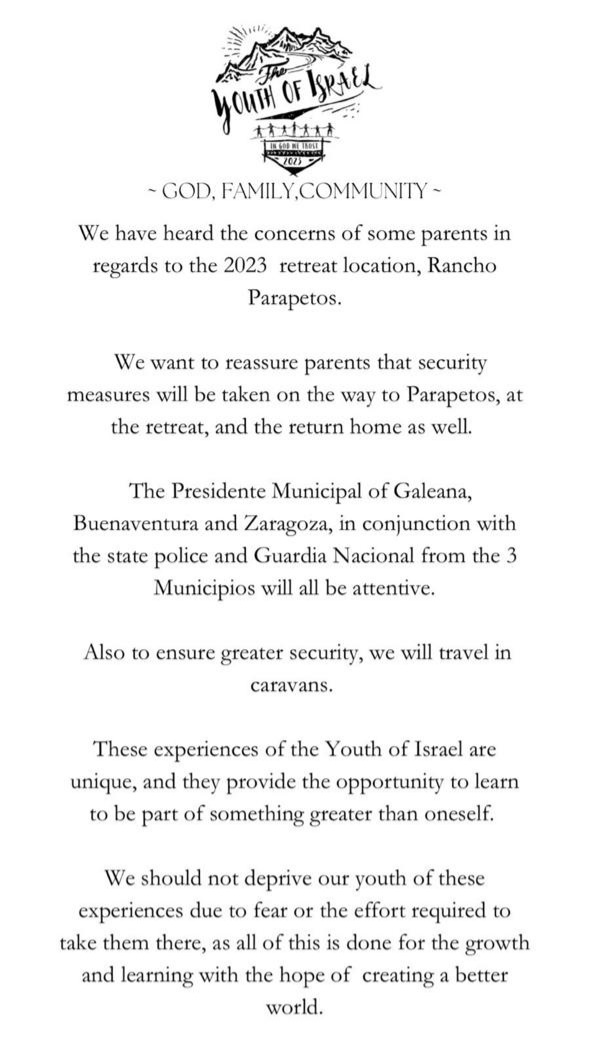 The
YOUTH OF ISRAEL
IN GOD WE TRUST
2023
~ GOD, FAMILY,COMMUNITY ~
We have heard the concerns of some parents in
regards to the 2023 retreat location, Rancho
Parapetos.
We want to reassure parents that security
measures will be taken on the way to Parapetos, at
the retreat, and the return home as well.
The Presidente Municipal of Galeana,
Buenaventura and Zaragoza, in conjunction with
the state police and Guardia Nacional from the 3
Municipios will all be attentive.
Also to ensure greater security, we will travel in
caravans.
These experiences of the Youth of Israel are
unique, and they provide the opportunity to learn
to be part of something greater than oneself.
We should not deprive our youth of these
experiences due to fear or the effort required to
take them there, as all of this is done for the growth
and learning with the hope of creating a better
world.